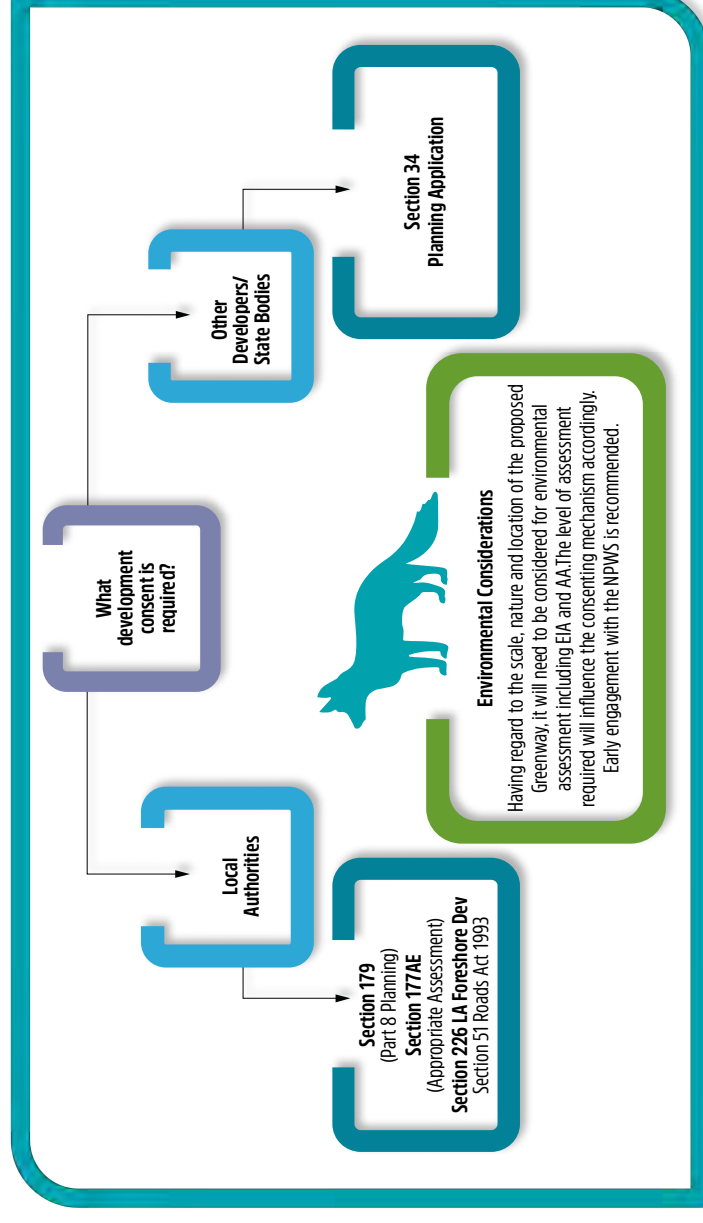 What
development
consent is
required?
Local
Authorities
Other
Developers/
State Bodies
Section 179
(Part 8 Planning)
Section 177AE
(Appropriate Assessment)
Section 226 LA Foreshore Dev
Section 51 Roads Act 1993
Section 34
Planning Application
Environmental Considerations
Having regard to the scale, nature and location of the proposed
Greenway, it will need to be considered for environmental
assessment including EIA and AA.The level of assessment
required will influence the consenting mechanism accordingly.
Early engagement with the NPWS is recommended.